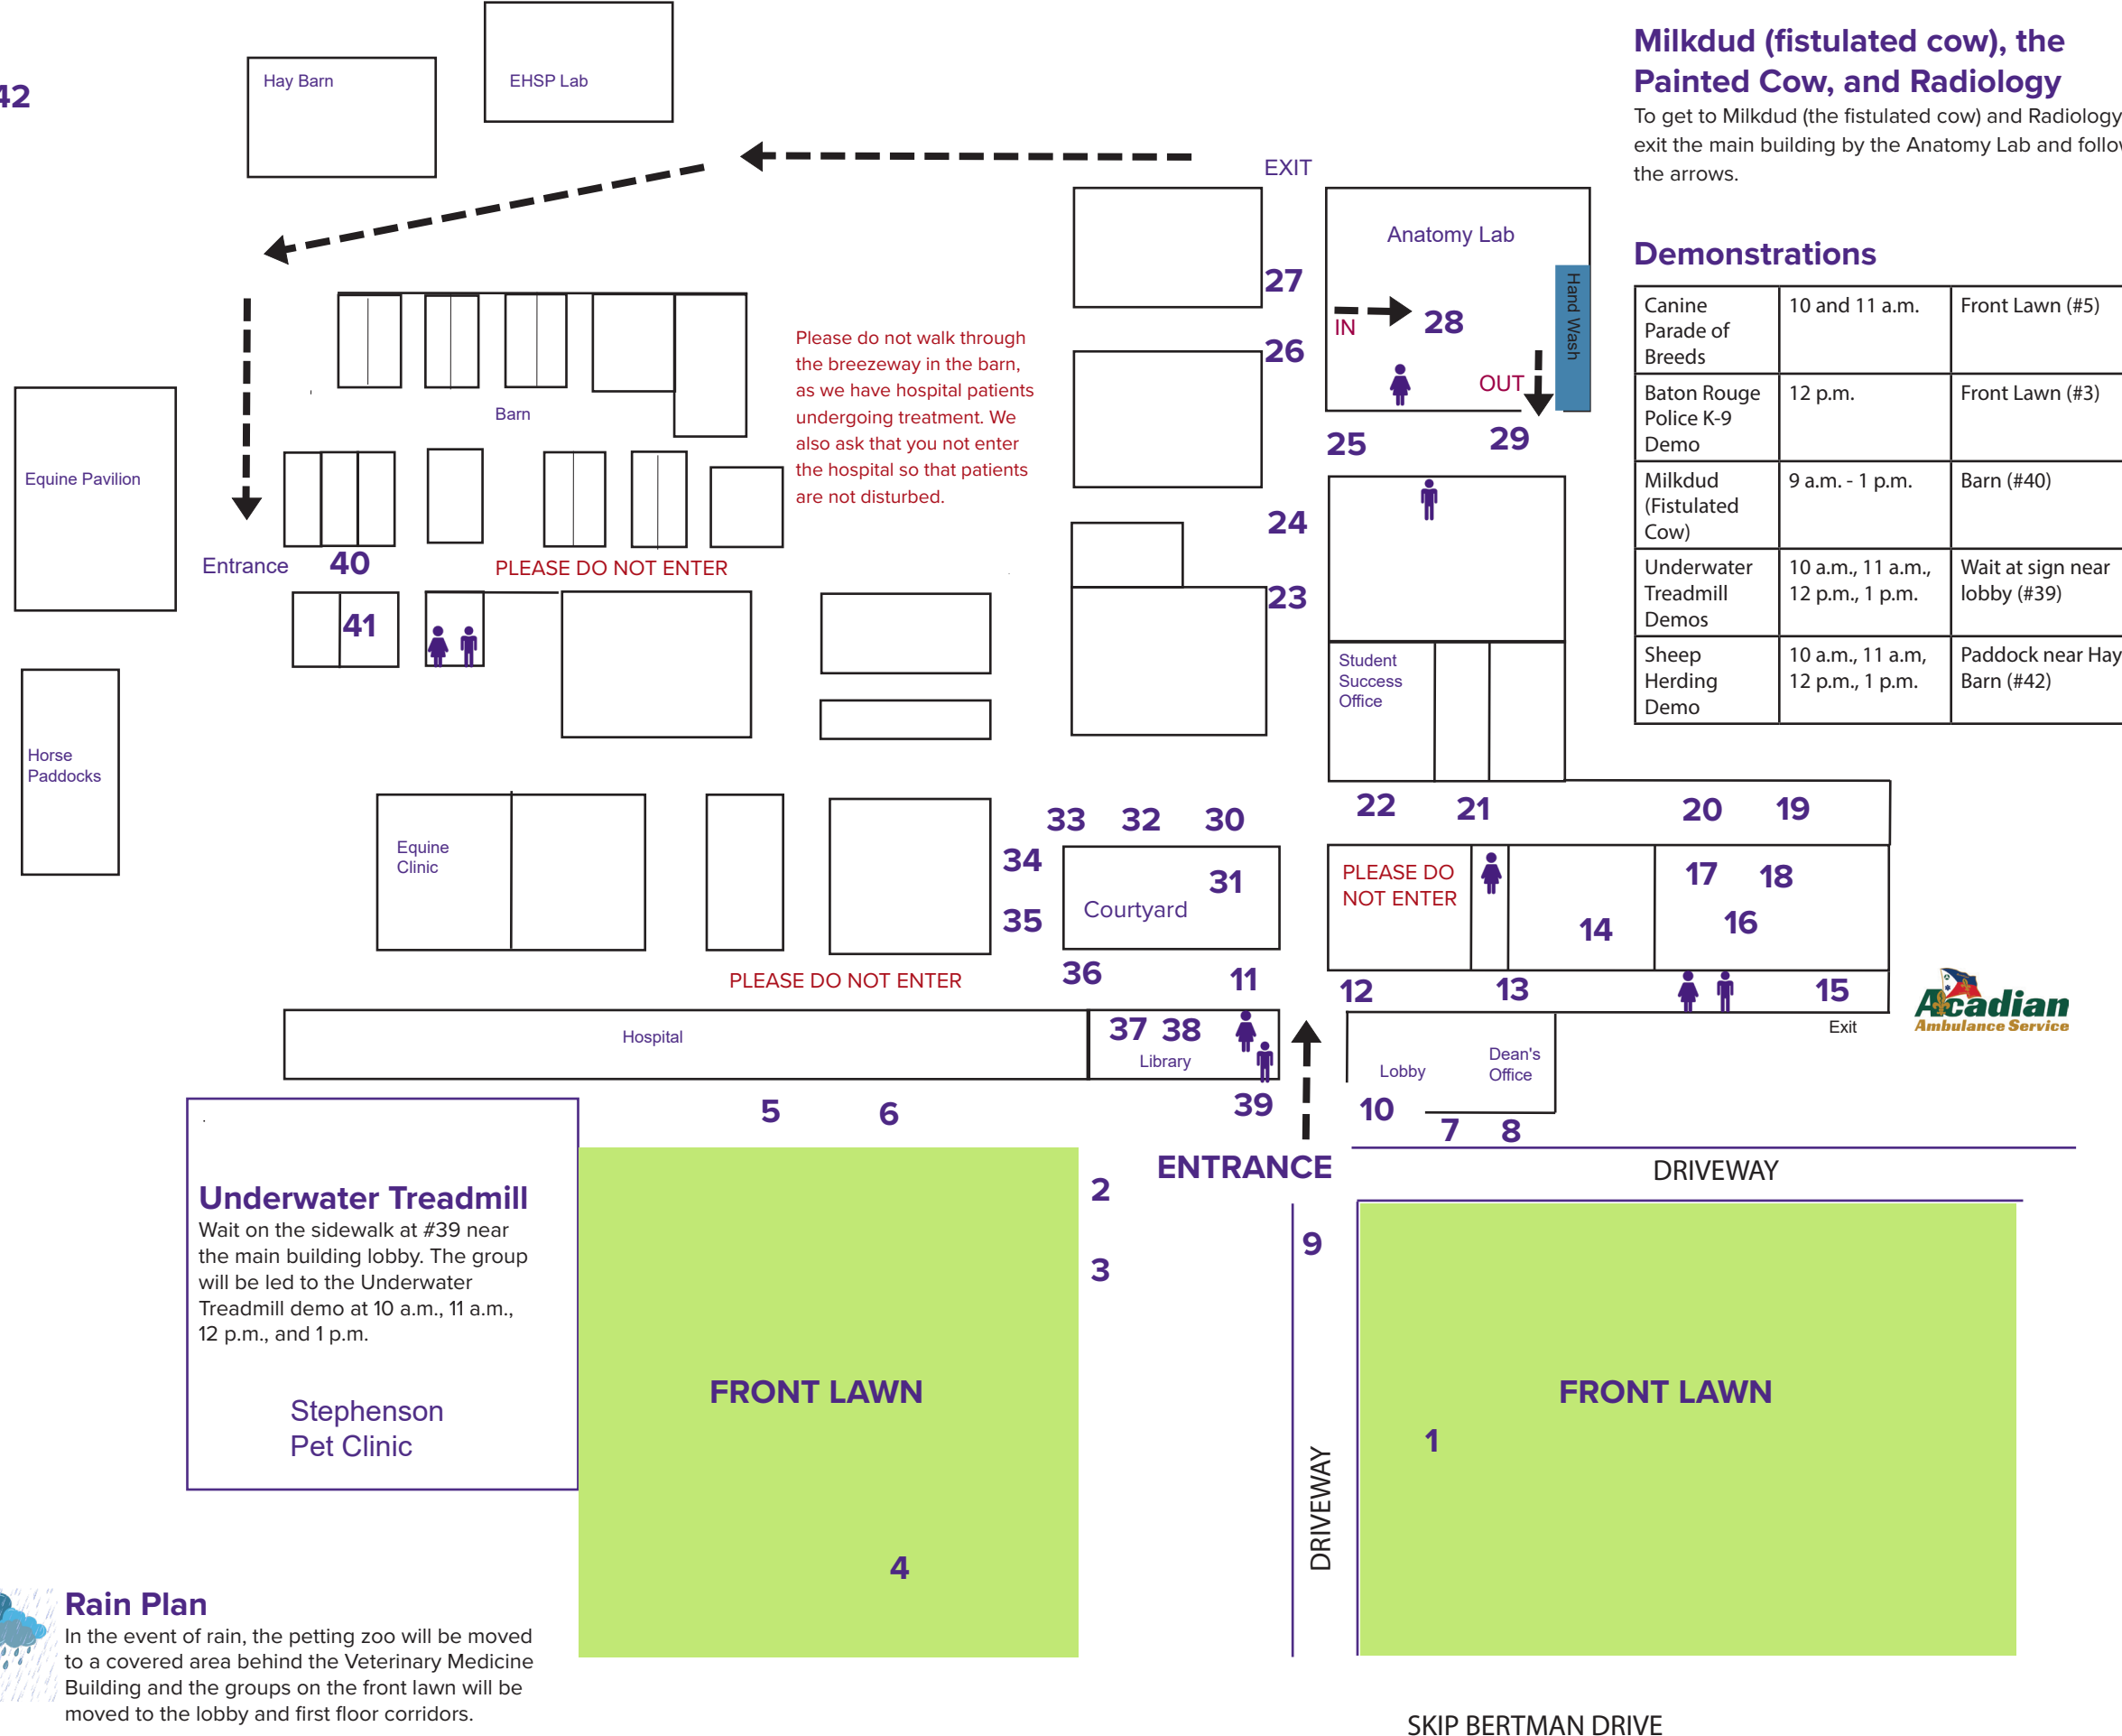 42
Hay Barn
EHSP Lab
Milkdud (fistulated cow), the
Painted Cow, and Radiology
To get to Milkdud (the fistulated cow) and Radiology
exit the main building by the Anatomy Lab and follow
the arrows.
EXIT
Anatomy Lab
Hand Wash
27
IN
28
26
OUT
25
29
Demonstrations
Canine
Parade of
Breeds
10 and 11 a.m.
Front Lawn (#5)
Baton Rouge
Police K-9
Demo
12 p.m.
Front Lawn (#3)
Milkdud
(Fistulated
Cow)
9 a.m. - 1 p.m.
Barn (#40)
Underwater
Treadmill
Demos
10 a.m., 11 a.m.,
12 p.m., 1 p.m.
Wait at sign near
lobby (#39)
Sheep
Herding
Demo
10 a.m., 11 a.m,
12 p.m., 1 p.m.
Paddock near Hay
Barn (#42)
Please do not walk through
the breezeway in the barn,
as we have hospital patients
undergoing treatment. We
also ask that you not enter
the hospital so that patients
are not disturbed.
Barn
Equine Pavilion
Entrance
40
PLEASE DO NOT ENTER
41
24
23
Student
Success
Office
Horse
Paddocks
Equine
Clinic
22
21
20
19
33
32
30
34
31
35
Courtyard
PLEASE DO
NOT ENTER
17
18
14
16
PLEASE DO NOT ENTER
36
11
12
13
15
Acadian
Ambulance Service
Exit
Hospital
37
38
Library
Lobby
Dean's
Office
5
6
39
10
7
8
ENTRANCE
DRIVEWAY
2
3
9
Underwater Treadmill
Wait on the sidewalk at #39 near
the main building lobby. The group
will be led to the Underwater
Treadmill demo at 10 a.m., 11 a.m.,
12 p.m., and 1 p.m.
Stephenson
Pet Clinic
FRONT LAWN
4
DRIVEWAY
FRONT LAWN
1
Rain Plan
In the event of rain, the petting zoo will be moved
to a covered area behind the Veterinary Medicine
Building and the groups on the front lawn will be
moved to the lobby and first floor corridors.
SKIP BERTMAN DRIVE